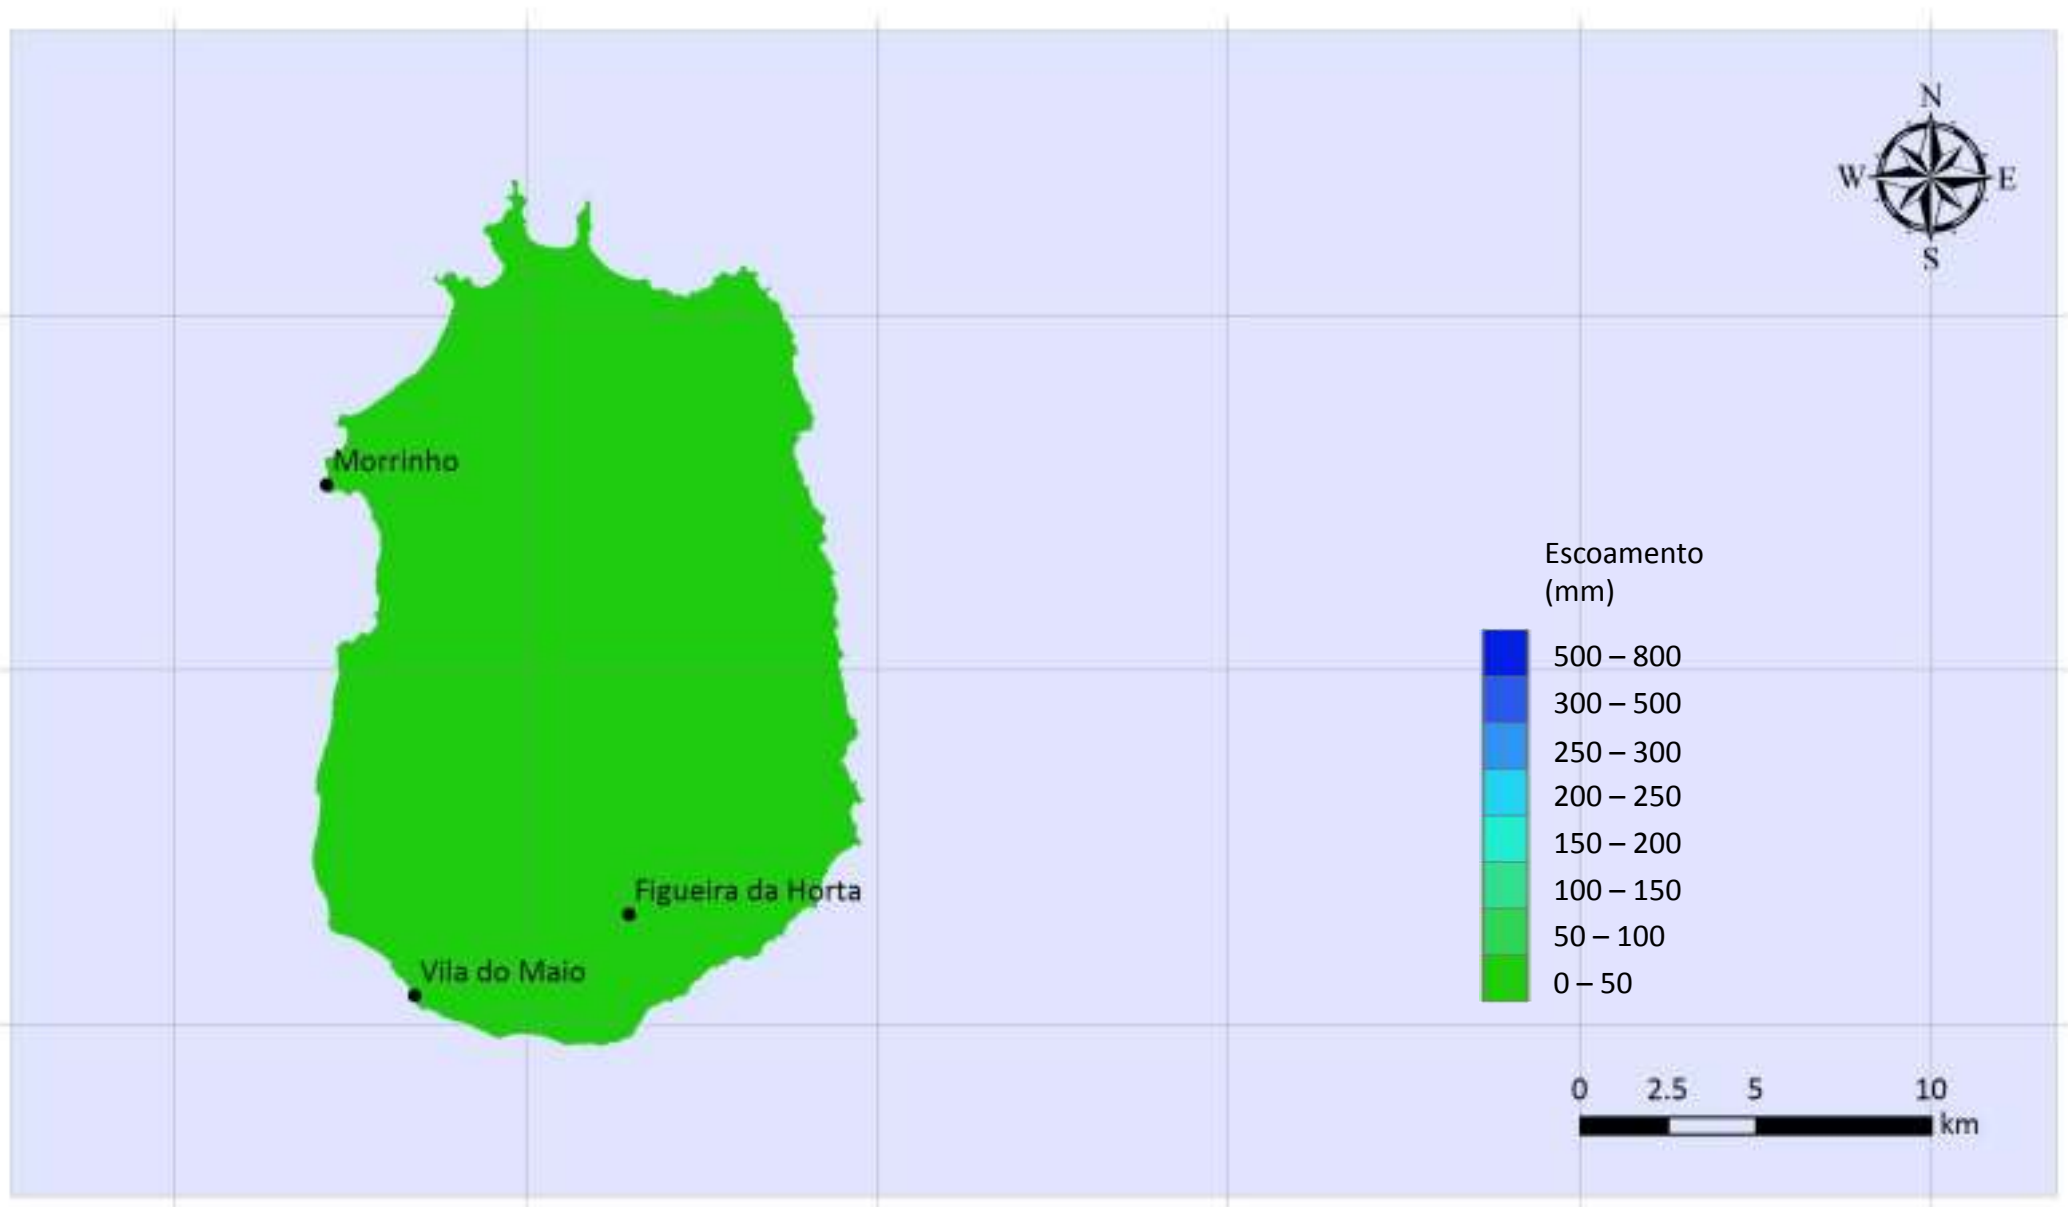 N
W E
S
Morrinho
Escoamento
(mm)
500 – 800
300 – 500
250 – 300
200 – 250
150 – 200
100 – 150
50 – 100
0 – 50
Figueira da Horta
Vila do Maio
0 2.5 5 10
km